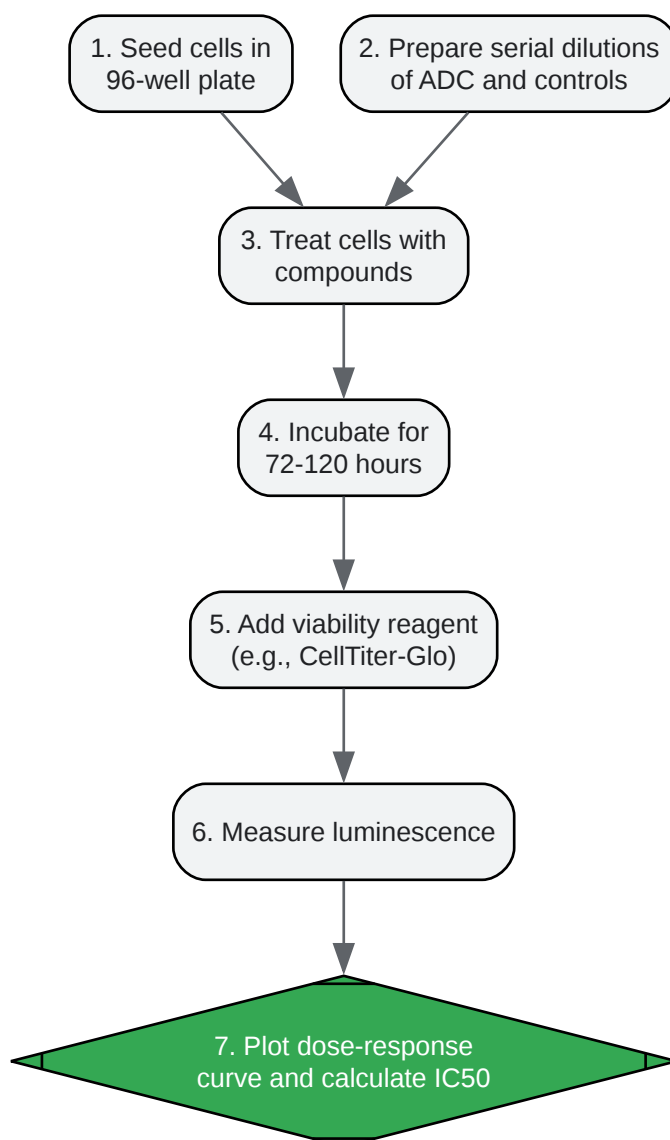 1. Seed cells in
96-well plate
2. Prepare serial dilutions
of ADC and controls
3. Treat cells with
compounds
4. Incubate for
72-120 hours
5. Add viability reagent
(e.g., CellTiter-Glo)
6. Measure luminescence
7. Plot dose-response
curve and calculate IC50